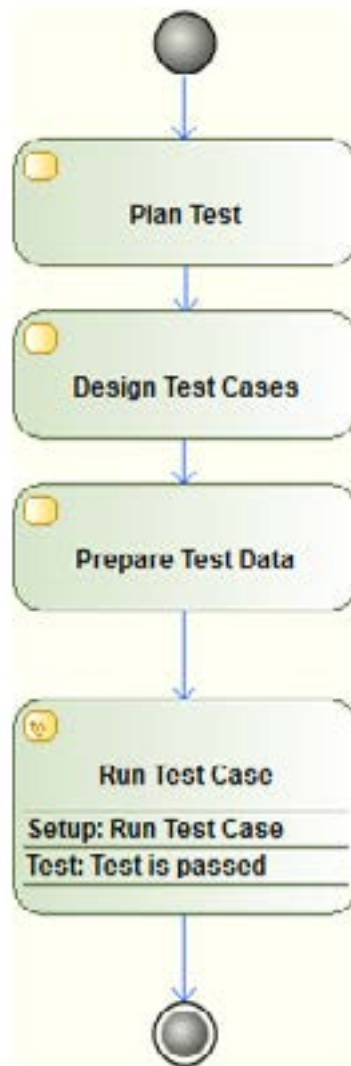 Plan Test
Design Test Cases
Prepare Test Data
Run Test Case
Setup: Run Test Case
Test: Test is passed